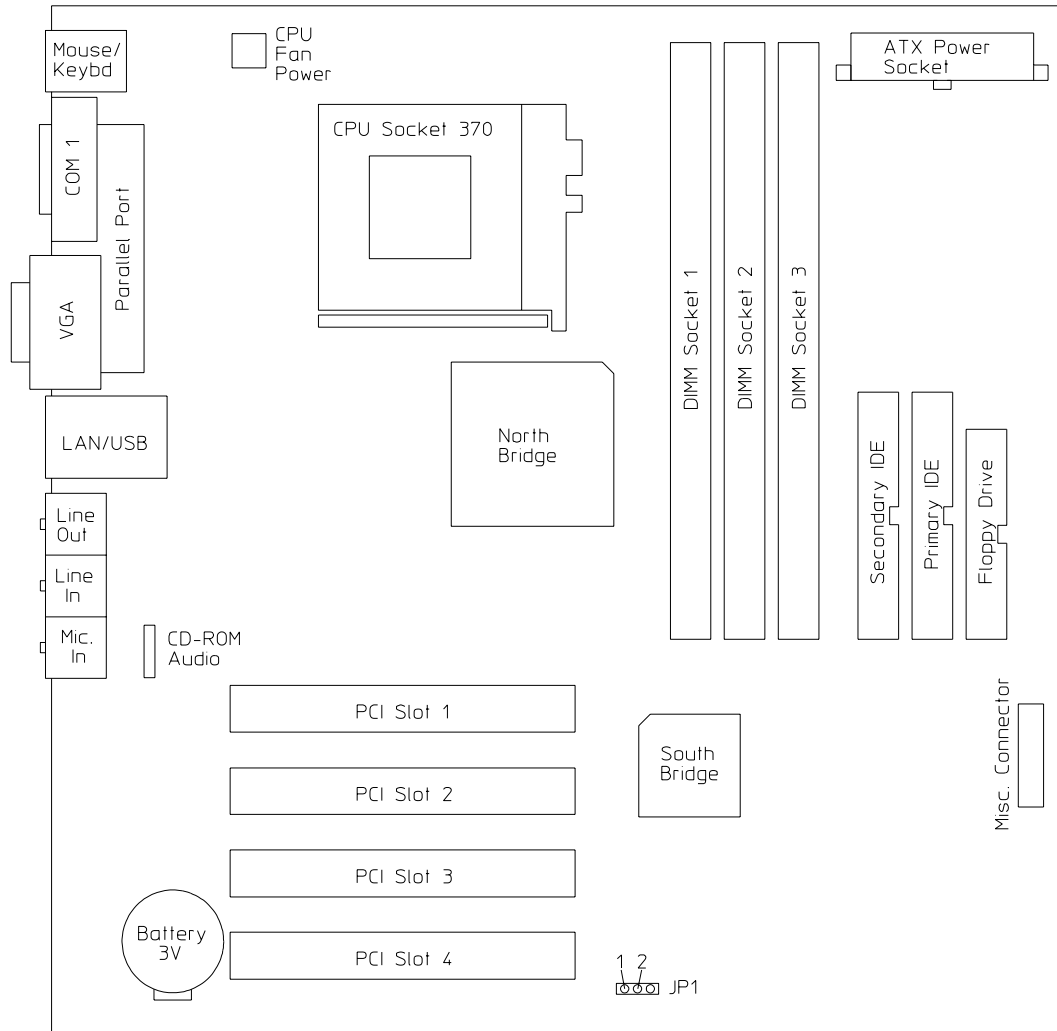 Mouse/
Keybd
CPU
Fan
Power
ATX Power
Socket
COM 1
Parallel Port
CPU Socket 370
VGA
DIMM Socket 1
DIMM Socket 2
DIMM Socket 3
LAN/USB
North
Bridge
Secondary IDE
Primary IDE
Floppy Drive
Line
Out
Line
In
Mic.
In
CD-ROM
Audio
PCI Slot 1
PCI Slot 2
PCI Slot 3
PCI Slot 4
South
Bridge
Misc. Connector
Battery
3V
1 2
JP1